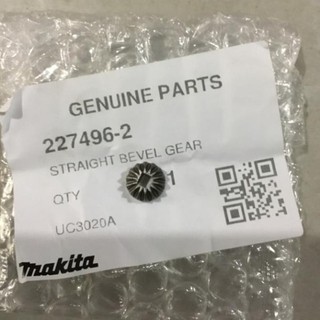 GENUINE PARTS
227496-2
STRAIGHT BEVEL GEAR
QTY 1
UC3020A
makita